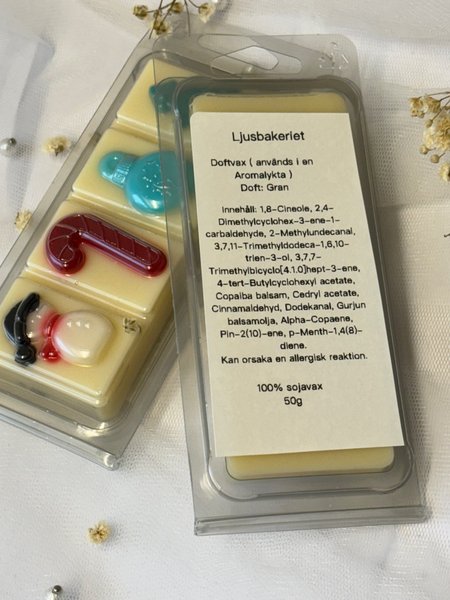 Ljusbakeriet
Doftvax ( används i en
Aromalykta )
Doft: Gran
Innehåll: 1,8-Cineole, 2,4-
Dimethylcyclohex-3-ene-1-
carbaldehyde, 2-Methylundecanal,
3,7,11-Trimethyldodeca-1,6,10-
trien-3-ol, 3,7,7-
Trimethylbicyclo[4.1.0]hept-3-ene,
4-tert-Butylcyclohexyl acetate,
Copaiba balsam, Cedryl acetate,
Cinnamaldehyd, Dodekanal, Gurjun
balsamolja, Alpha-Copaene,
Pin-2(10)-ene, p-Menth-1,4(8)-
diene.
Kan orsaka en allergisk reaktion.
100% sojavax
50g